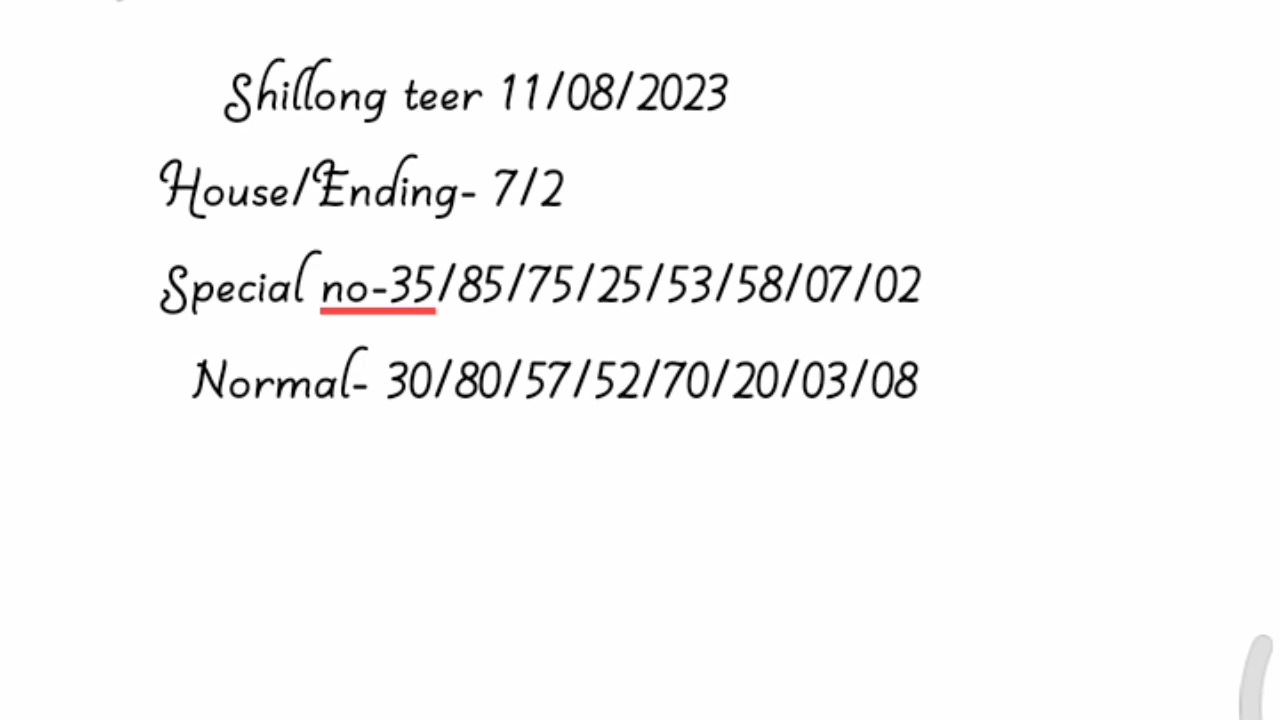 Shillong teer 11/08/2023
House/Ending- 7/2
Special no-35/85/75/25/53/58/07/02
Normal- 30/80/57/52/70/20/03/08